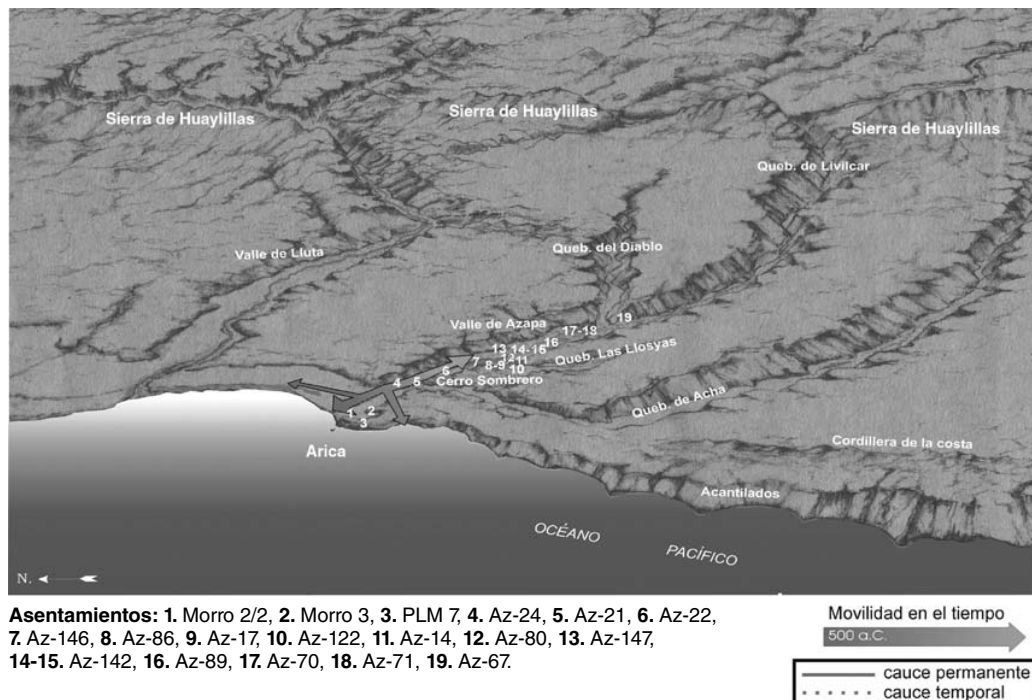 Sierra de Huaylillas
Sierra de Huaylillas
Sierra de Huaylillas
Queb. de Livilcar
Valle de Lluta
Queb. del Diablo
Valle de Azapa
17-18
19
16
13
14-15
12
11
7
8-9
10
6
5
4
Queb. Las Llosyas
Cerro Sombrero
Queb. de Acha
1
2
3
Arica
Cordillera de la costa
Acantilados
OCÉANO
PACÍFICO
N.
Asentamientos: 1. Morro 2/2, 2. Morro 3, 3. PLM 7, 4. Az-24, 5. Az-21, 6. Az-22,
7. Az-146, 8. Az-86, 9. Az-17, 10. Az-122, 11. Az-14, 12. Az-80, 13. Az-147,
14-15. Az-142, 16. Az-89, 17. Az-70, 18. Az-71, 19. Az-67.
Movilidad en el tiempo
500 a.C.
cauce permanente
cauce temporal